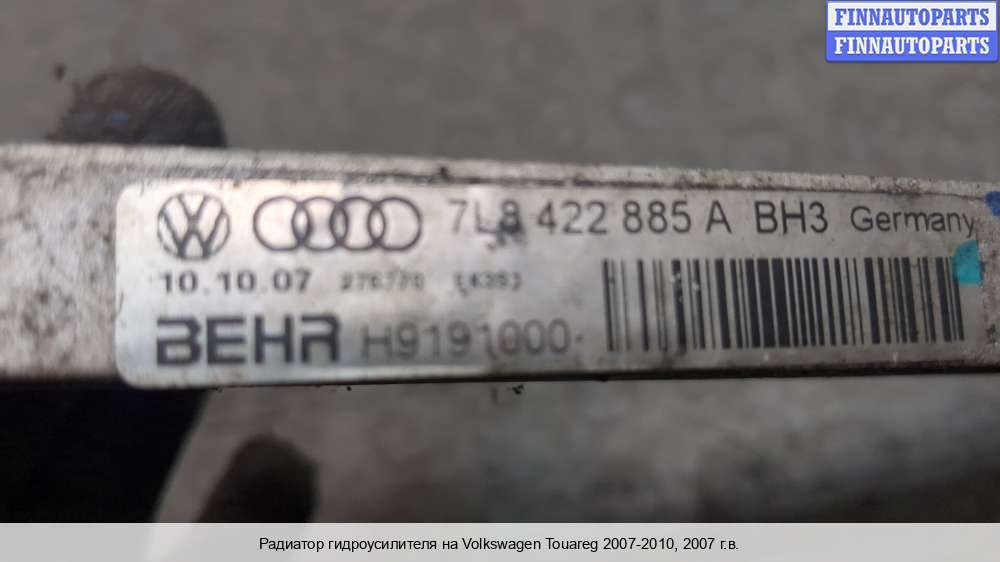 FINNAUTOPARTS
FINNAUTOPARTS
7L8 422 885 A BH3 Germany
10.10.07
BEHR H9191000-
Радиатор гидроусилителя на Volkswagen Touareg 2007-2010, 2007 г.в.